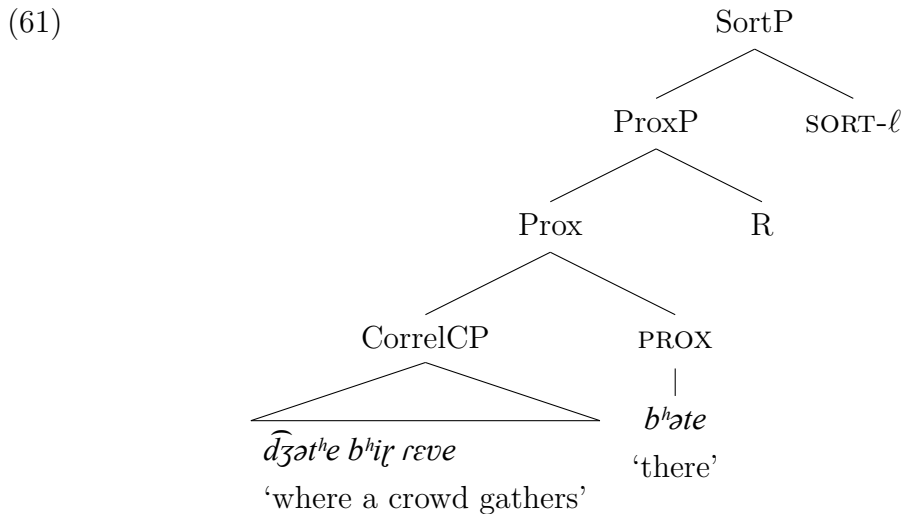 (61) SortP
ProxP SORT-ℓ
Prox R
CorrelCP PROX
d͡ʒətʰe bʰiɽ ɾɛve bʰəte
'where a crowd gathers' 'there'